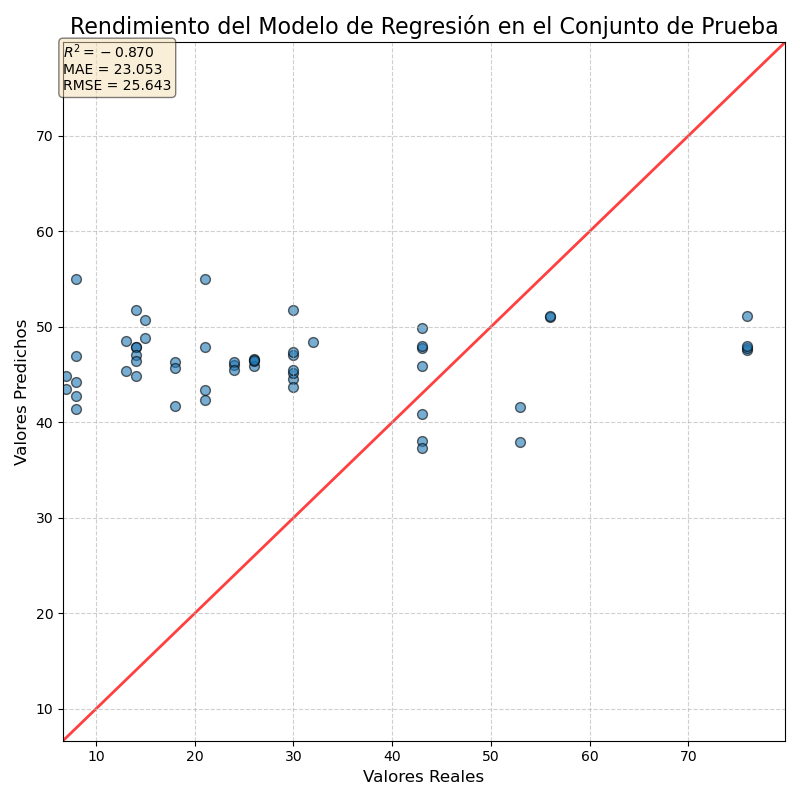 Rendimiento del Modelo de Regresión en el Conjunto de Prueba
R² = −0.870
MAE = 23.053
RMSE = 25.643
Valores Predichos
70
60
50
40
30
20
10
10 20 30 40 50 60 70
Valores Reales